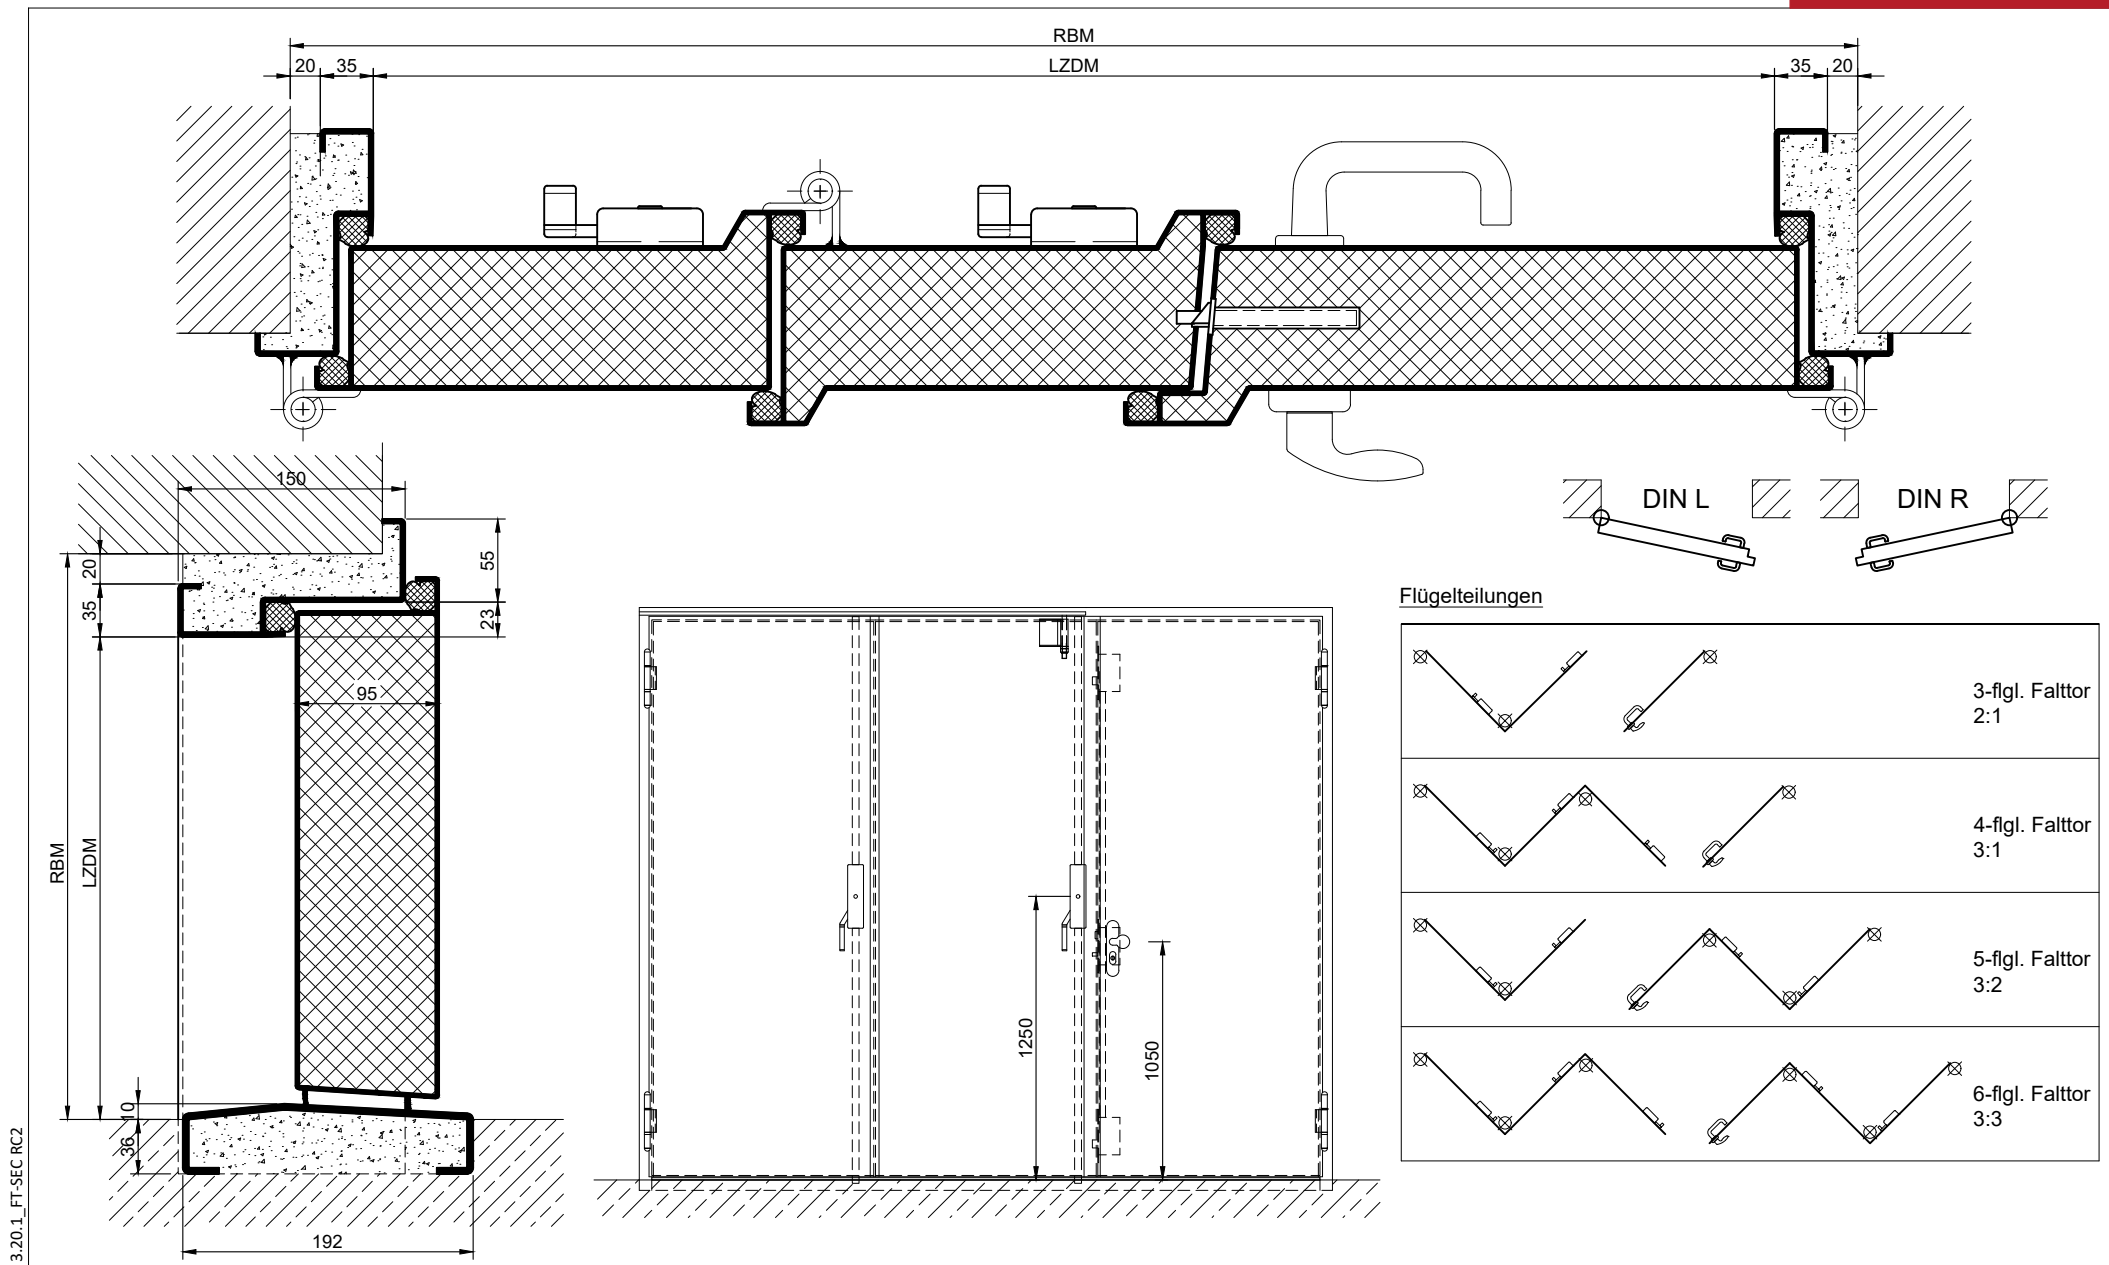 RBM
20 35 LZDM 35 20
150
DIN L DIN R
55
20
35
23
Flügelteilungen
95
3-flgl. Falttor
2:1
4-flgl. Falttor
3:1
RBM
LZDM
5-flgl. Falttor
3:2
1250
1050
6-flgl. Falttor
3:3
10
36
192
3.20.1_FT-SEC RC2